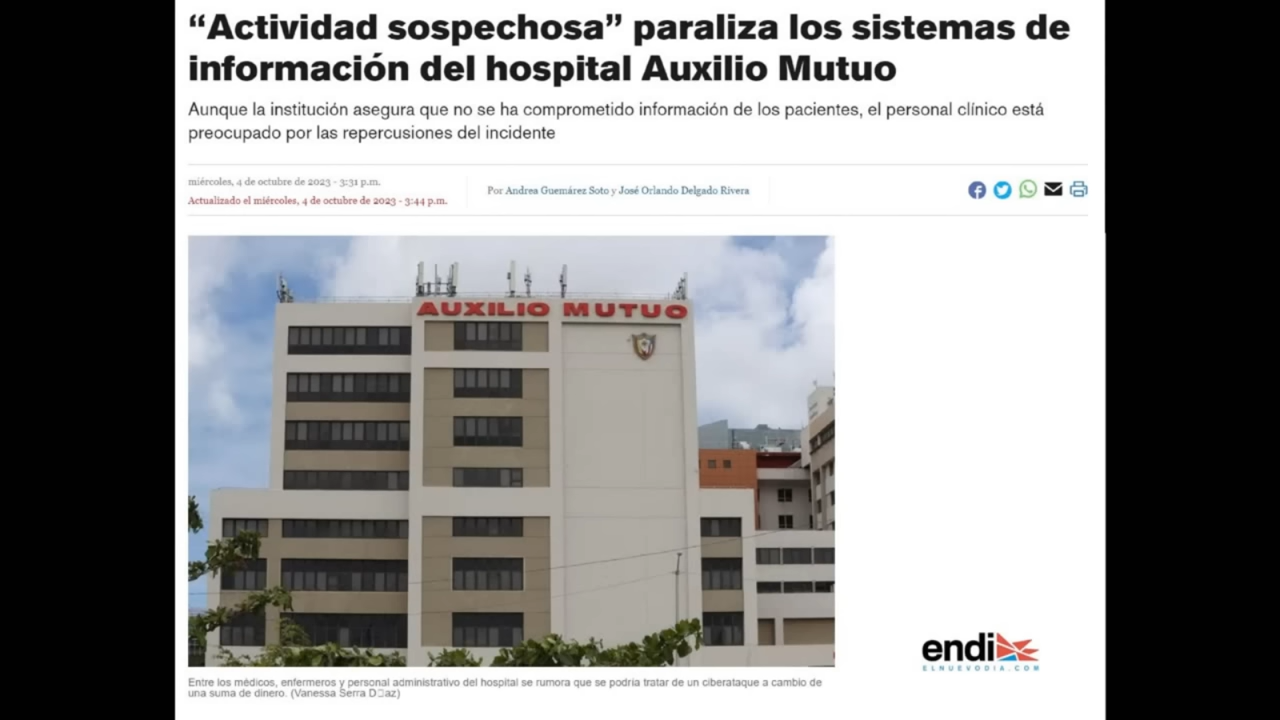 “Actividad sospechosa” paraliza los sistemas de
información del hospital Auxilio Mutuo
Aunque la institución asegura que no se ha comprometido información de los pacientes, el personal clínico está
preocupado por las repercusiones del incidente
miércoles, 4 de octubre de 2023 - 3:31 p.m.
Actualizado el miércoles, 4 de octubre de 2023 - 3:44 p.m.
Por Andrea Guemárez Soto y José Orlando Delgado Rivera
AUXILIO MUTUO
endi
ELNUEVODIA.COM
Entre los médicos, enfermeros y personal administrativo del hospital se rumora que se podría tratar de un ciberataque a cambio de
una suma de dinero. (Vanessa Serra D▯az)